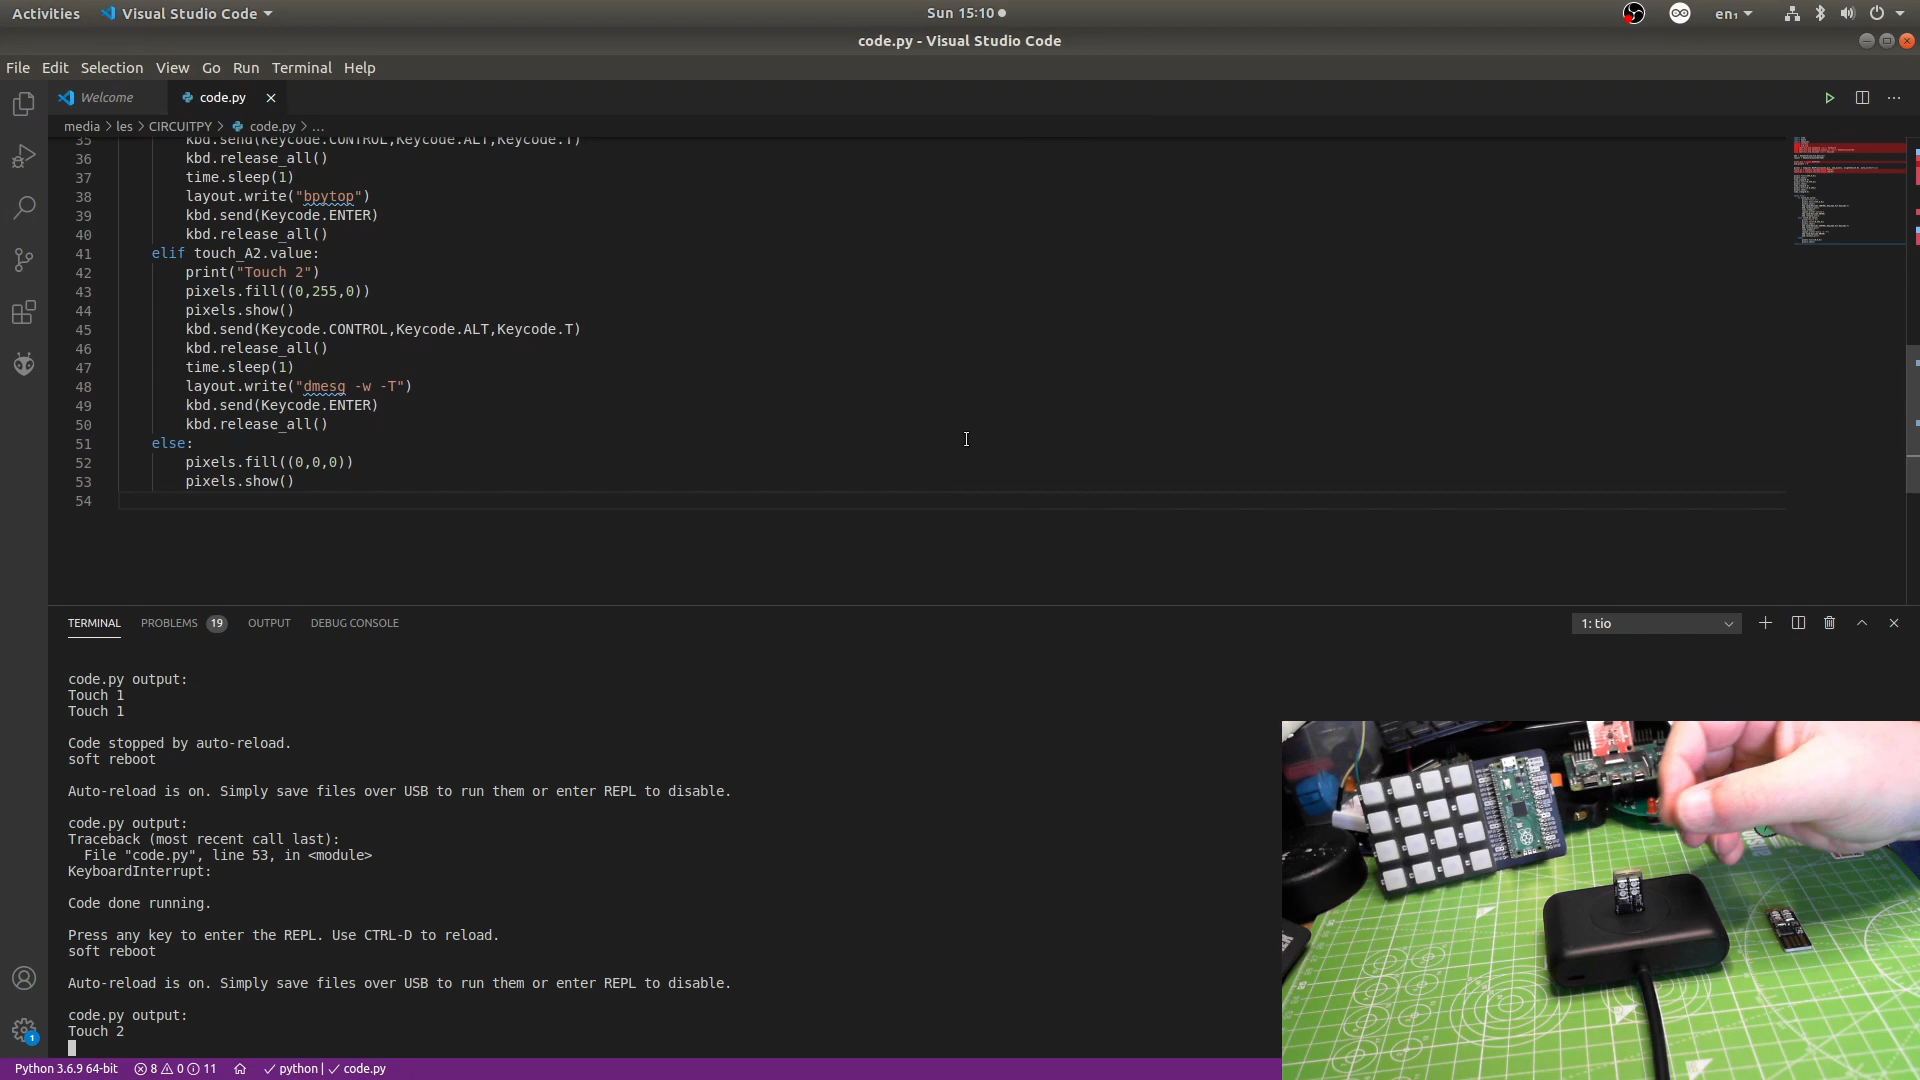 Activities
Visual Studio Code
Sun 15:10
en₁
code.py - Visual Studio Code
File Edit Selection View Go Run Terminal Help
Welcome
code.py
media > les > CIRCUITPY > code.py > ...
35 kbd.send(Keycode.CONTROL,Keycode.ALT,Keycode.T)
36 kbd.release_all()
37 time.sleep(1)
38 layout.write("bpytop")
39 kbd.send(Keycode.ENTER)
40 kbd.release_all()
41 elif touch_A2.value:
42 print("Touch 2")
43 pixels.fill((0,255,0))
44 pixels.show()
45 kbd.send(Keycode.CONTROL,Keycode.ALT,Keycode.T)
46 kbd.release_all()
47 time.sleep(1)
48 layout.write("dmesg -w -T")
49 kbd.send(Keycode.ENTER)
50 kbd.release_all()
51 else:
52 pixels.fill((0,0,0))
53 pixels.show()
54
TERMINAL PROBLEMS 19 OUTPUT DEBUG CONSOLE
1: tio
code.py output:
Touch 1
Touch 1
Code stopped by auto-reload.
soft reboot
Auto-reload is on. Simply save files over USB to run them or enter REPL to disable.
code.py output:
Traceback (most recent call last):
File "code.py", line 53, in <module>
KeyboardInterrupt:
Code done running.
Press any key to enter the REPL. Use CTRL-D to reload.
soft reboot
Auto-reload is on. Simply save files over USB to run them or enter REPL to disable.
code.py output:
Touch 2
1
Python 3.6.9 64-bit
8 0 11
python | code.py